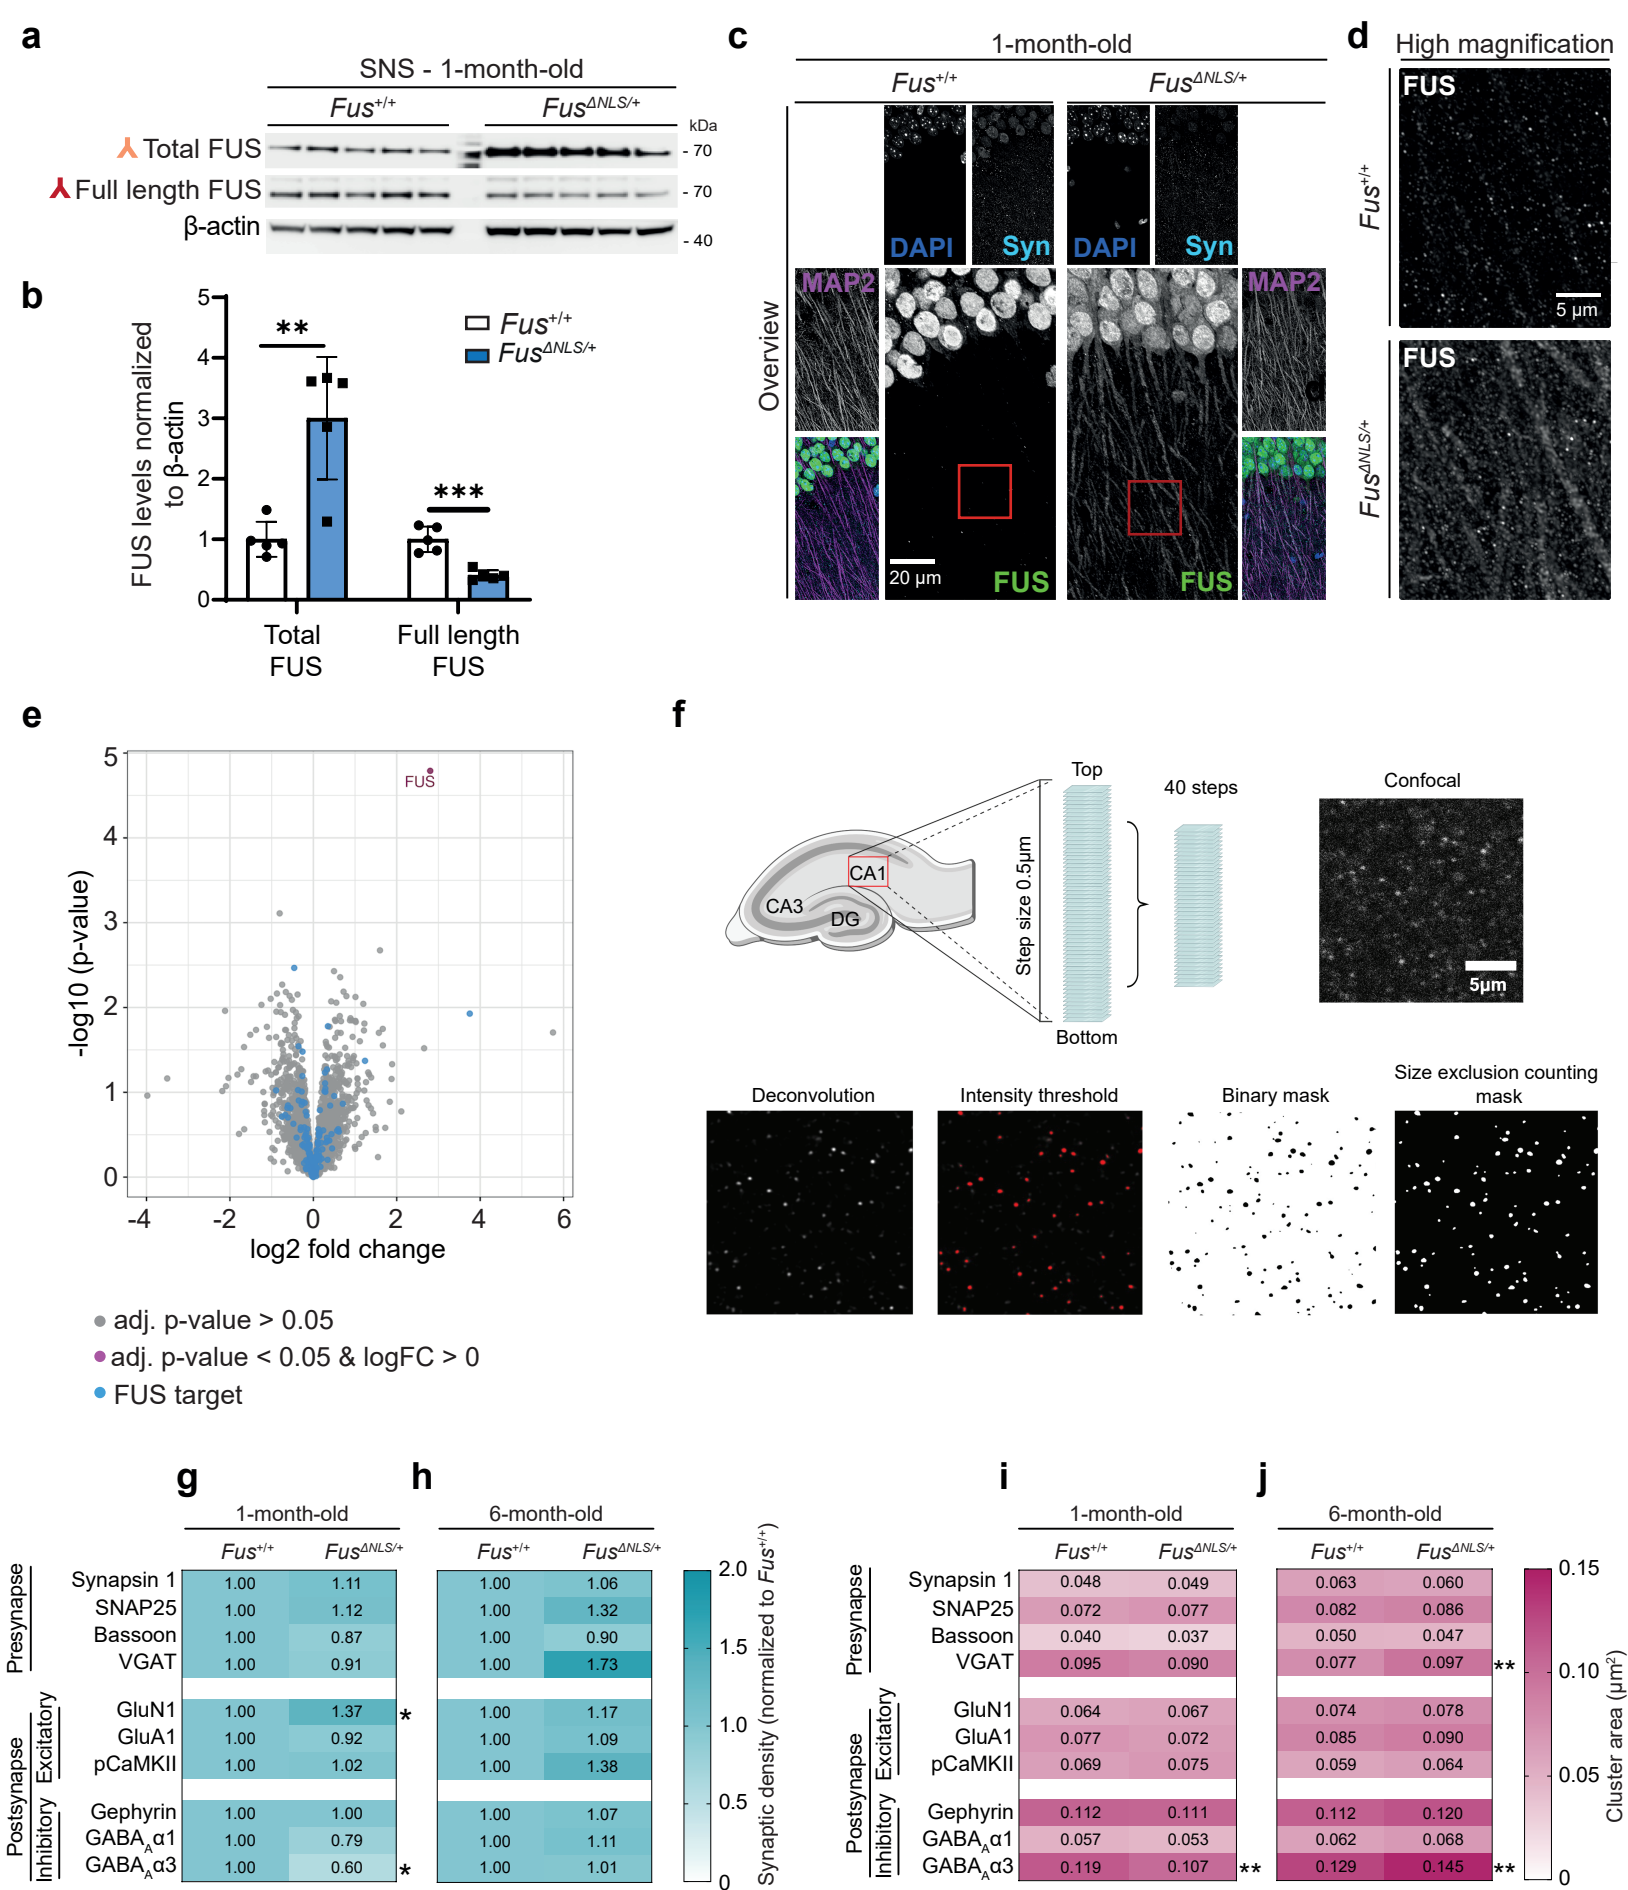 a
SNS - 1-month-old
Fus+/+
FusΔNLS/+
kDa
Total FUS
- 70
Full length FUS
- 70
β-actin
- 40
b
FUS levels normalized
to β-actin
5
4
3
2
1
0
**
***
Fus+/+
FusΔNLS/+
Total
FUS
Full length
FUS
c
1-month-old
Fus+/+
FusΔNLS/+
Overview
DAPI
Syn
DAPI
Syn
MAP2
MAP2
20 µm
FUS
FUS
d
High magnification
Fus+/+
FUS
5 µm
FusΔNLS/+
FUS
e
-log10 (p-value)
5
4
3
2
1
0
FUS
-4
-2
0
2
4
6
log2 fold change
adj. p-value > 0.05
adj. p-value < 0.05 & logFC > 0
FUS target
f
CA1
CA3
DG
Top
Step size 0.5µm
Bottom
40 steps
Confocal
5µm
Deconvolution
Intensity threshold
Binary mask
Size exclusion counting
mask
g
1-month-old
Fus+/+ FusΔNLS/+
h
6-month-old
Fus+/+ FusΔNLS/+
Presynapse
Synapsin 1 1.00 1.11 1.00 1.06
SNAP25 1.00 1.12 1.00 1.32
Bassoon 1.00 0.87 1.00 0.90
VGAT 1.00 0.91 1.00 1.73
Postsynapse
Excitatory
GluN1 1.00 1.37 * 1.00 1.17
GluA1 1.00 0.92 1.00 1.09
pCaMKII 1.00 1.02 1.00 1.38
Inhibitory
Gephyrin 1.00 1.00 1.00 1.07
GABAAα1 1.00 0.79 1.00 1.11
GABAAα3 1.00 0.60 * 1.00 1.01
2.0
1.5
1.0
0.5
0
Synaptic density (normalized to Fus+/+)
i
1-month-old
Fus+/+ FusΔNLS/+
j
6-month-old
Fus+/+ FusΔNLS/+
Presynapse
Synapsin 1 0.048 0.049 0.063 0.060
SNAP25 0.072 0.077 0.082 0.086
Bassoon 0.040 0.037 0.050 0.047
VGAT 0.095 0.090 0.077 0.097 **
Postsynapse
Excitatory
GluN1 0.064 0.067 0.074 0.078
GluA1 0.077 0.072 0.085 0.090
pCaMKII 0.069 0.075 0.059 0.064
Inhibitory
Gephyrin 0.112 0.111 0.112 0.120
GABAAα1 0.057 0.053 0.062 0.068
GABAAα3 0.119 0.107 ** 0.129 0.145 **
0.15
0.10
0.05
0
Cluster area (µm²)